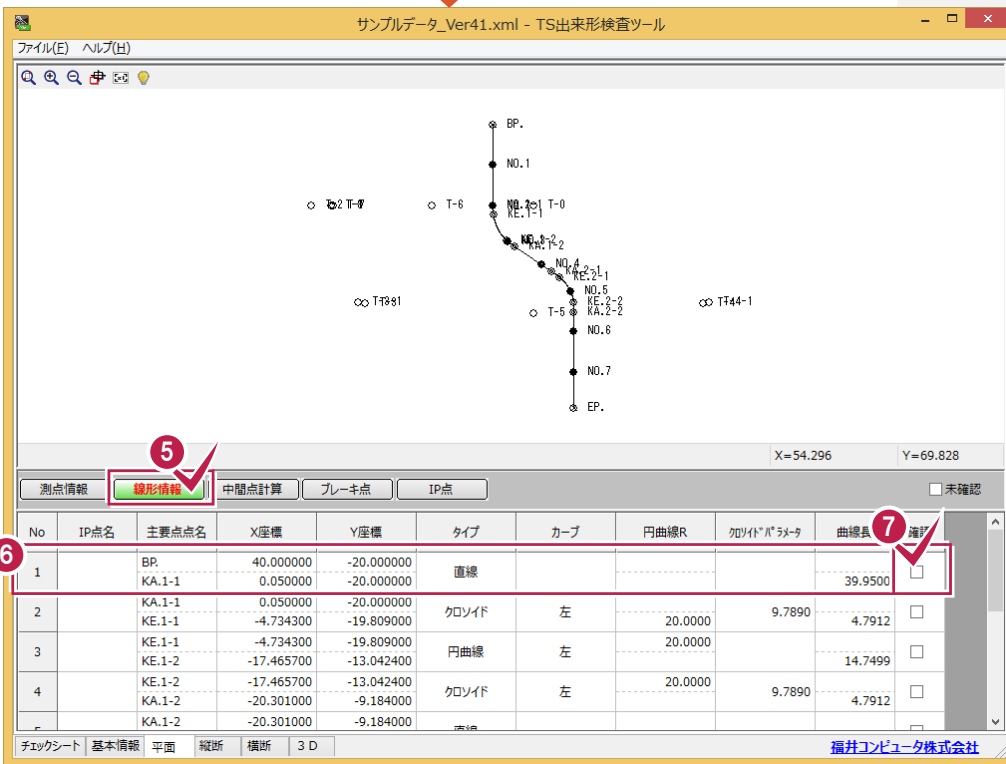 サンプルデータ_Ver41.xml - TS出来形検査ツール
ファイル(F) ヘルプ(H)
BP.
NO.1
T-6
T-0
KE.1-1
KA.1-2
NO.4
KA.2-1
KE.2-1
NO.5
KE.2-2
T-5
KA.2-2
NO.6
NO.7
EP.
X=54.296 Y=69.828
5
測点情報 線形情報 中間点計算 ブレーキ点 IP点 未確認
No IP点名 主要点点名 X座標 Y座標 タイプ カーブ 円曲線R クロソイドパラメータ 曲線長
7
6
1 BP. 40.000000 -20.000000 直線
KA.1-1 0.050000 -20.000000 39.9500
2 KA.1-1 0.050000 -20.000000 クロソイド 左 9.7890
KE.1-1 -4.734300 -19.809000 20.0000 4.7912
3 KE.1-1 -4.734300 -19.809000 円曲線 左 20.0000
KE.1-2 -17.465700 -13.042400 14.7499
4 KE.1-2 -17.465700 -13.042400 クロソイド 左 20.0000 9.7890
KA.1-2 -20.301000 -9.184000 4.7912
KA.1-2 -20.301000 -9.184000
チェックシート 基本情報 平面 縦断 横断 3D 福井コンピュータ株式会社